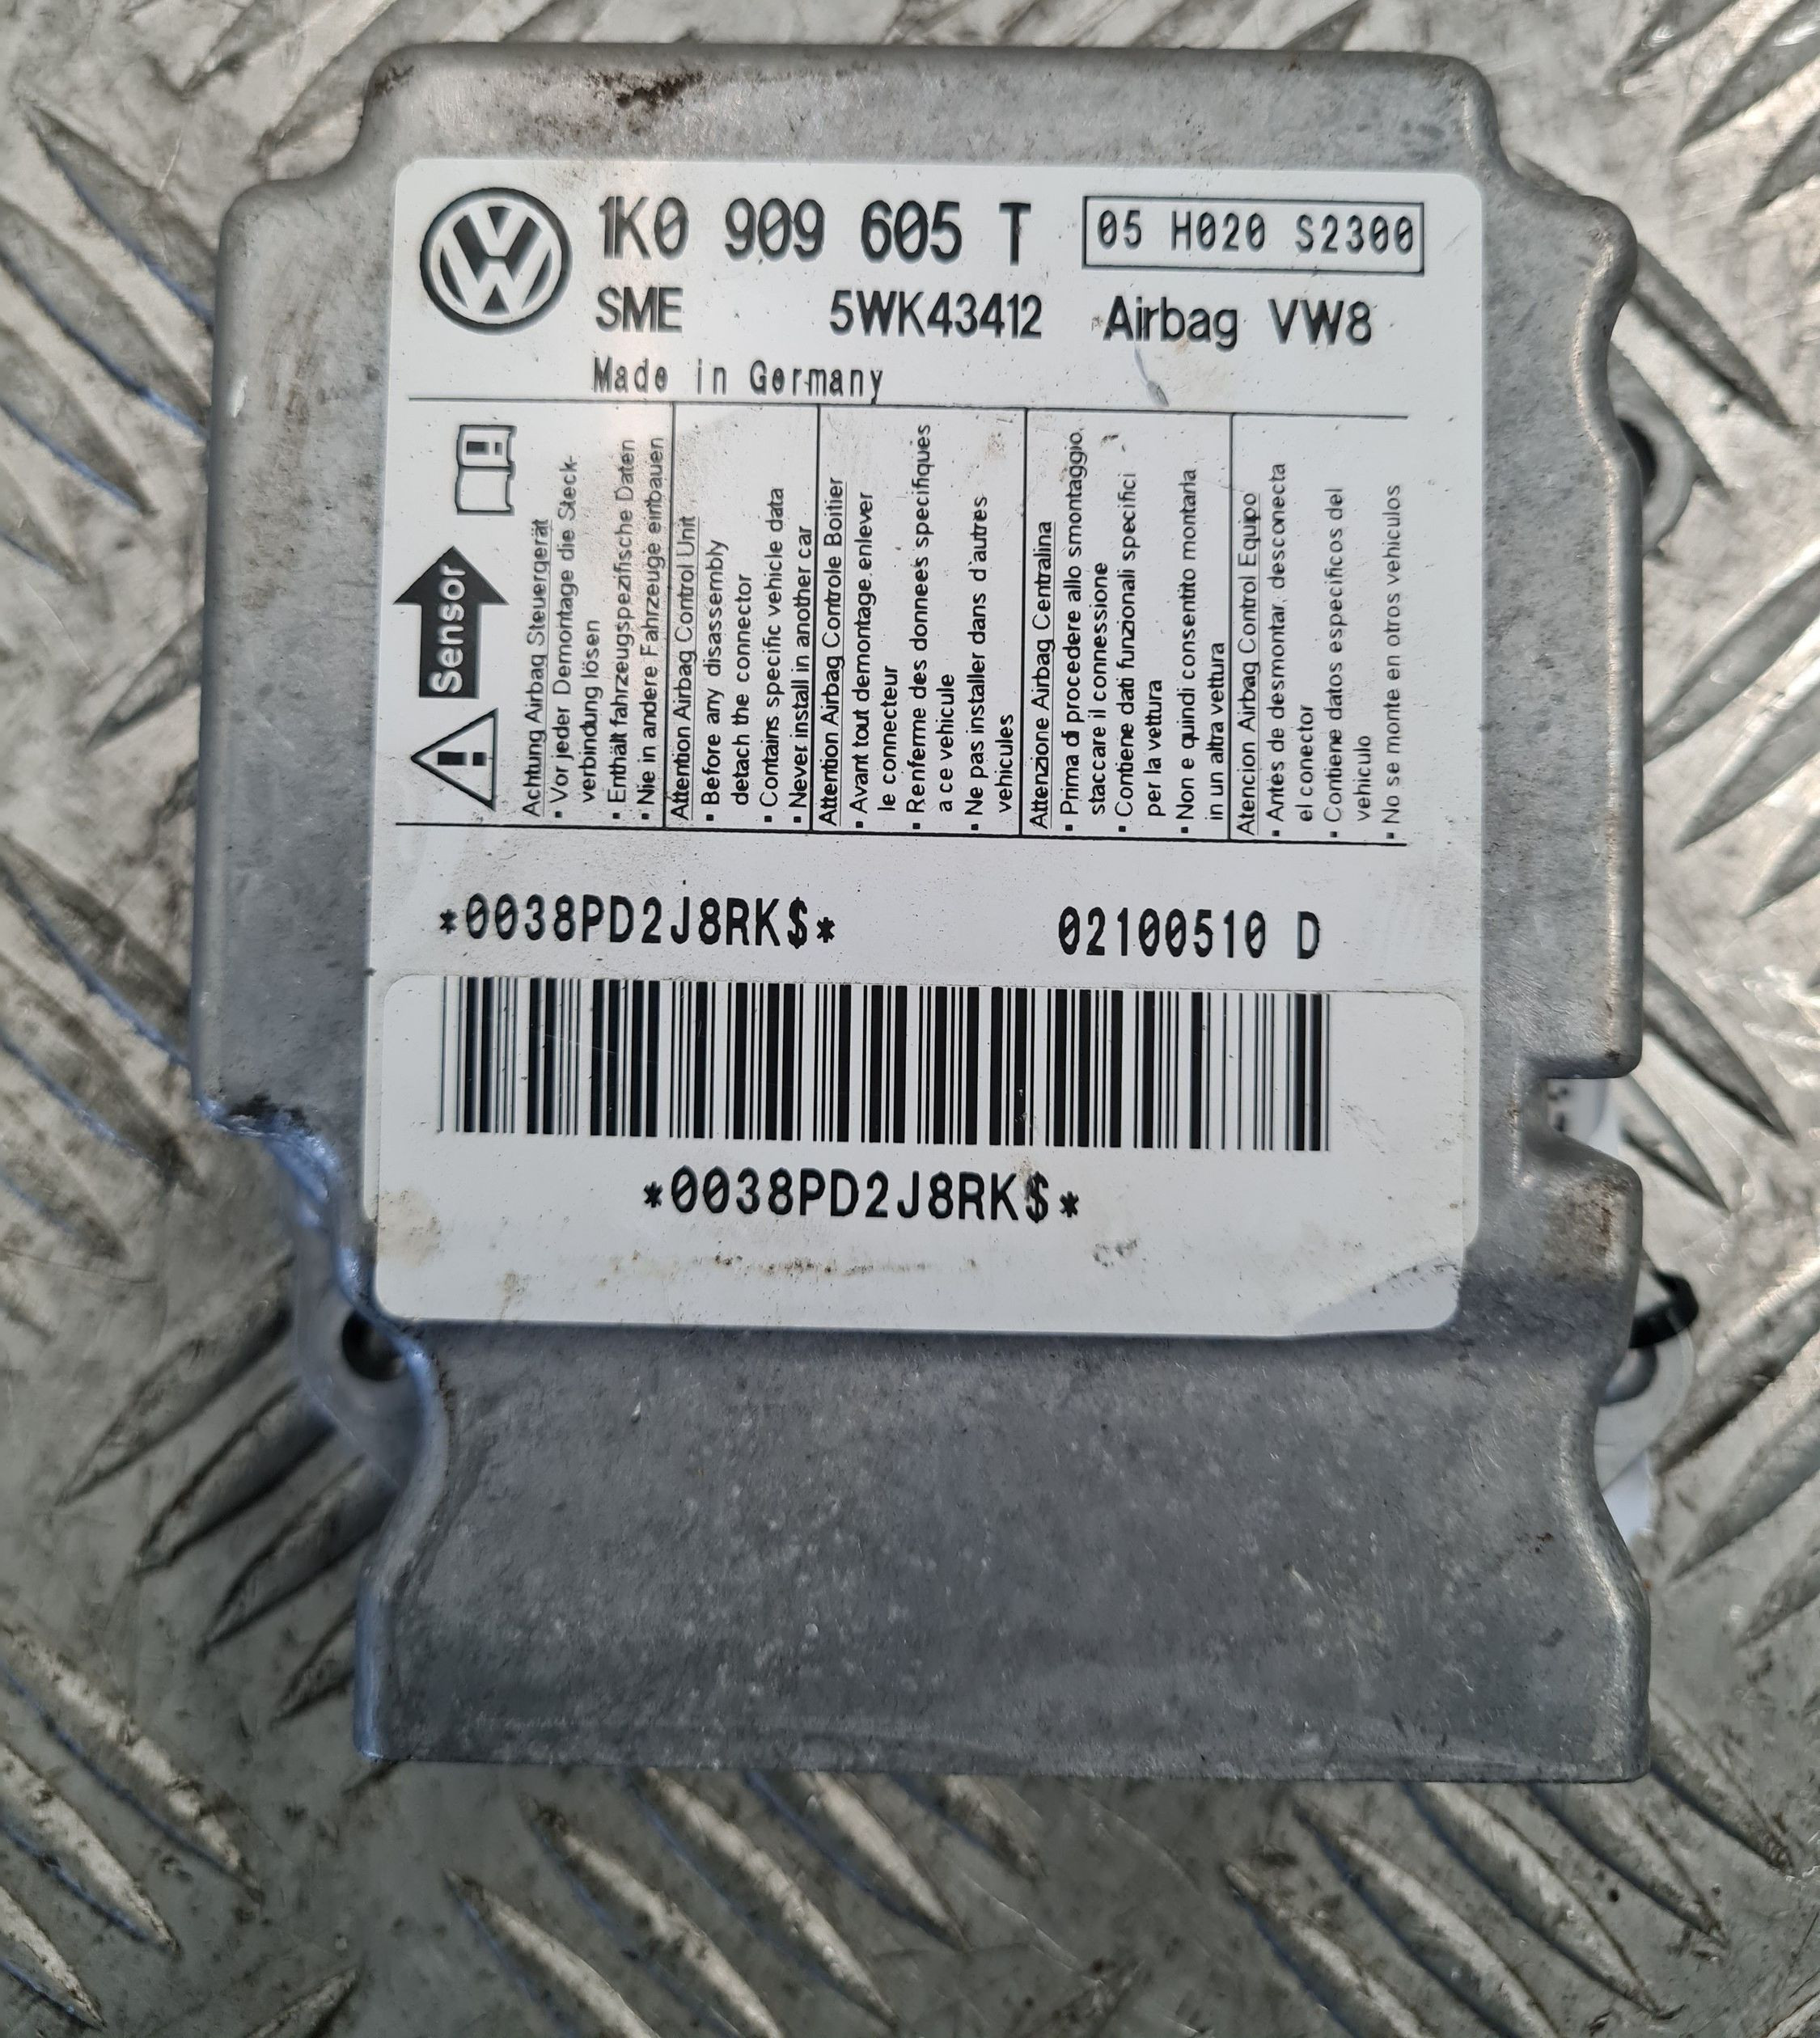 1K0 909 605 T 05 H020 S2300
SME 5WK43412 Airbag VW8
Made in Germany
Sensor
Achtung Airbag Steuergerät
▪ Vor jeder Demontage die Steck-
verbindung lösen
▪ Enthält fahrzeugspezifische Daten
▪ Nie in andere Fahrzeuge einbauen
Attention Airbag Control Unit
▪ Before any disassembly
detach the connector
▪ Contains specific vehicle data
▪ Never install in another car
Attention Airbag Controle Boitier
▪ Avant tout demontage enlever
le connecteur
▪ Renferme des donnees specifiques
a ce vehicule
▪ Ne pas installer dans d'autres
vehicules
Attenzione Airbag Centralina
▪ Prima di procedere allo smontaggio,
staccare il connessione
▪ Contiene dati funzionali specifici
per la vettura
▪ Non e quindi consentito montarla
in un altra vettura
Atencion Airbag Control Equipo
▪ Antes de desmontar, desconecta
el conector
▪ Contiene datos especificos del
vehiculo
▪ No se monte en otros vehiculos
*0038PD2J8RK$* 02100510 D
*0038PD2J8RK$*